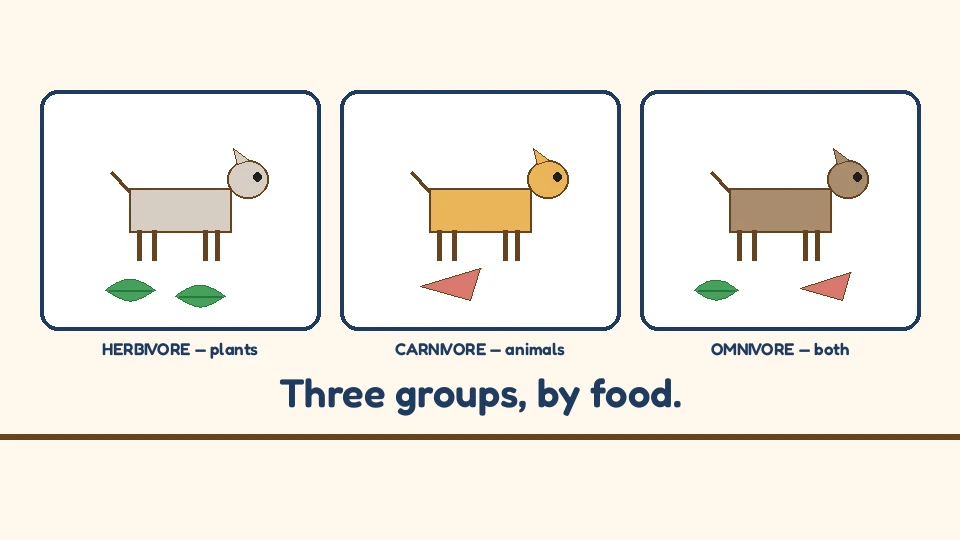 HERBIVORE — plants
CARNIVORE — animals
OMNIVORE — both
Three groups, by food.